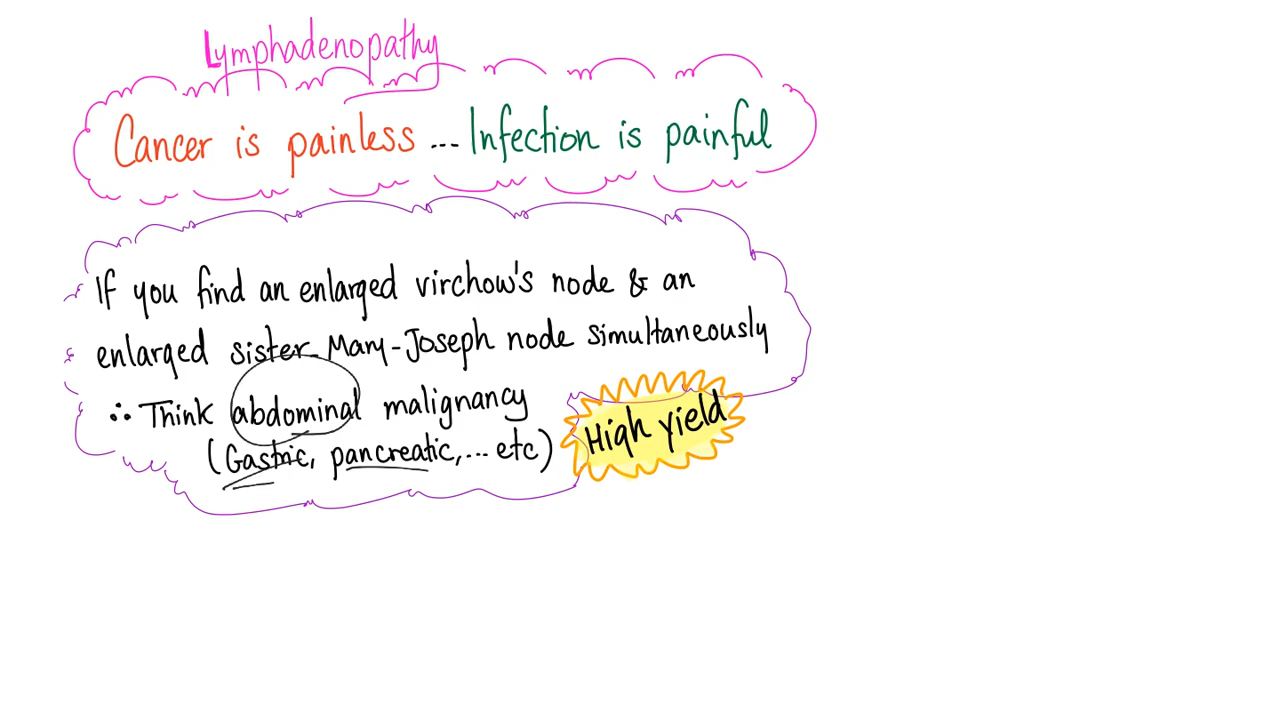 Lymphadenopathy
Cancer is painless ... Infection is painful
If you find an enlarged virchow's node & an
enlarged sister Mary-Joseph node simultaneously
∴ Think abdominal malignancy
(Gastric, pancreatic, ... etc)
High yield